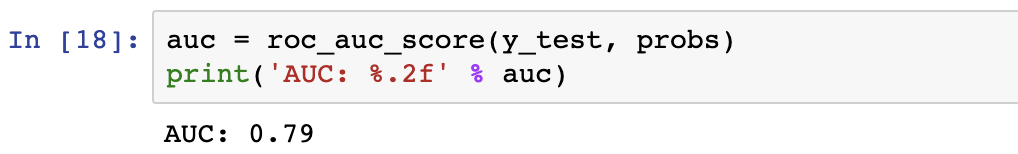 In [18]: auc = roc_auc_score(y_test, probs)
print('AUC: %.2f' % auc)
AUC: 0.79